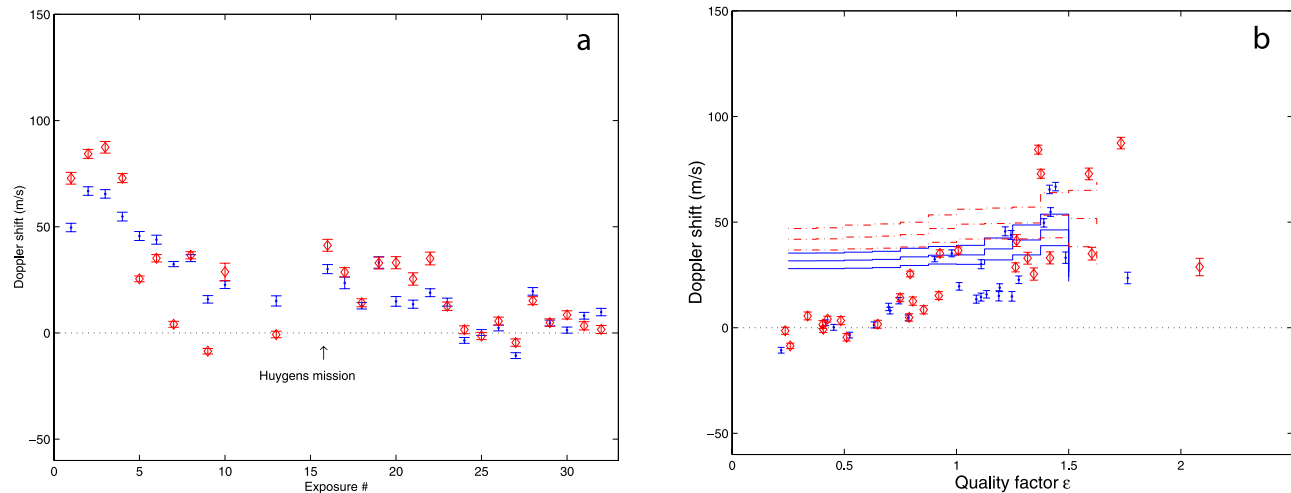 a
150
100
50
0
−50
Doppler shift (m/s)
↑
Huygens mission
0 5 10 15 20 25 30
Exposure #
b
150
100
50
0
−50
Doppler shift (m/s)
0 0.5 1 1.5 2
Quality factor ε